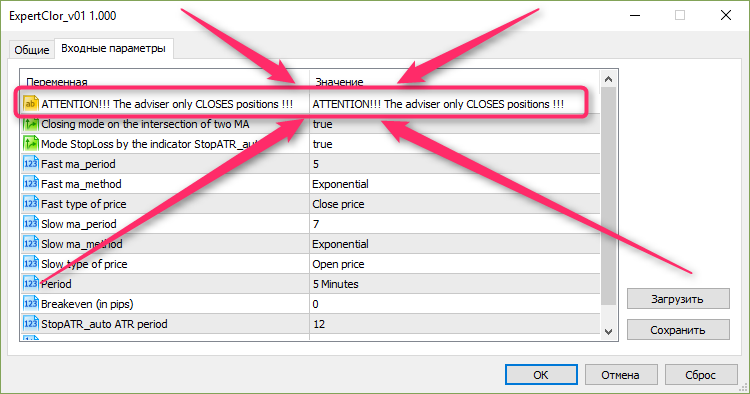 ExpertClor_v01 1.000
Общие Входные параметры
Переменная Значение
ATTENTION!!! The adviser only CLOSES positions !!! ATTENTION!!! The adviser only CLOSES positions !!!
Closing mode on the intersection of two MA true
Mode StopLoss by the indicator StopATR_auto true
Fast ma_period 5
Fast ma_method Exponential
Fast type of price Close price
Slow ma_period 7
Slow ma_method Exponential
Slow type of price Open price
Period 5 Minutes
Breakeven (in pips) 0
StopATR_auto ATR period 12
Загрузить
Сохранить
OK Отмена Сброс